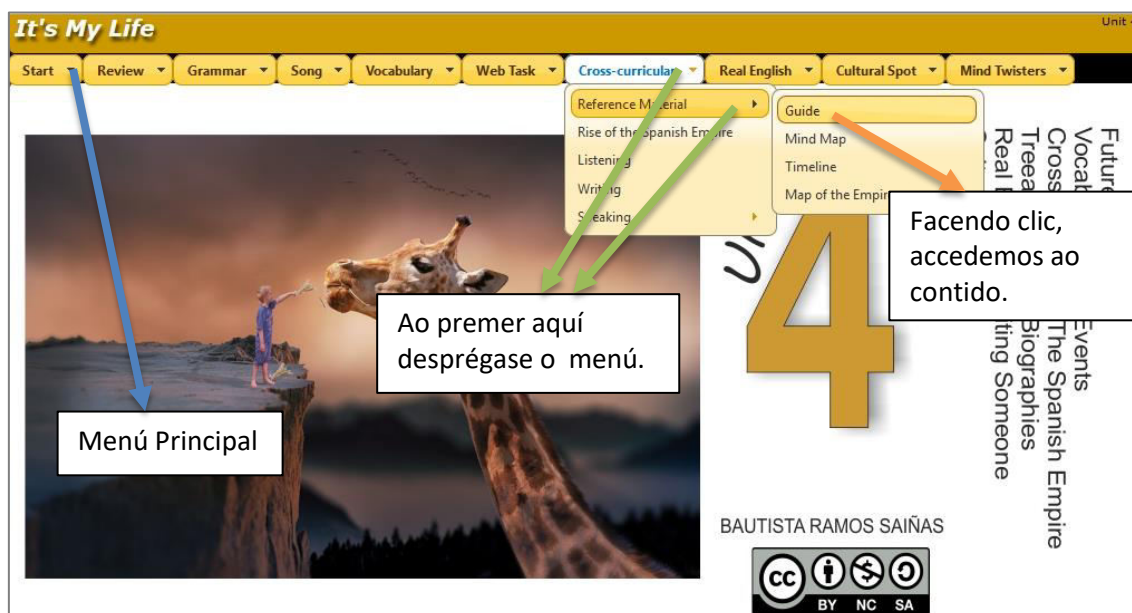 It's My Life
Unit
Start Review Grammar Song Vocabulary Web Task Cross-curricular Real English Cultural Spot Mind Twisters
Reference Material
Rise of the Spanish Empire
Listening
Writing
Speaking
Guide
Mind Map
Timeline
Map of the Empire
Facendo clic,
accedemos ao
contido.
Ao premer aquí
desprégase o menú.
Menú Principal
4
Future
Events
The Spanish Empire
Biographies
Real
Someone
BAUTISTA RAMOS SAIÑAS
cc
BY NC SA